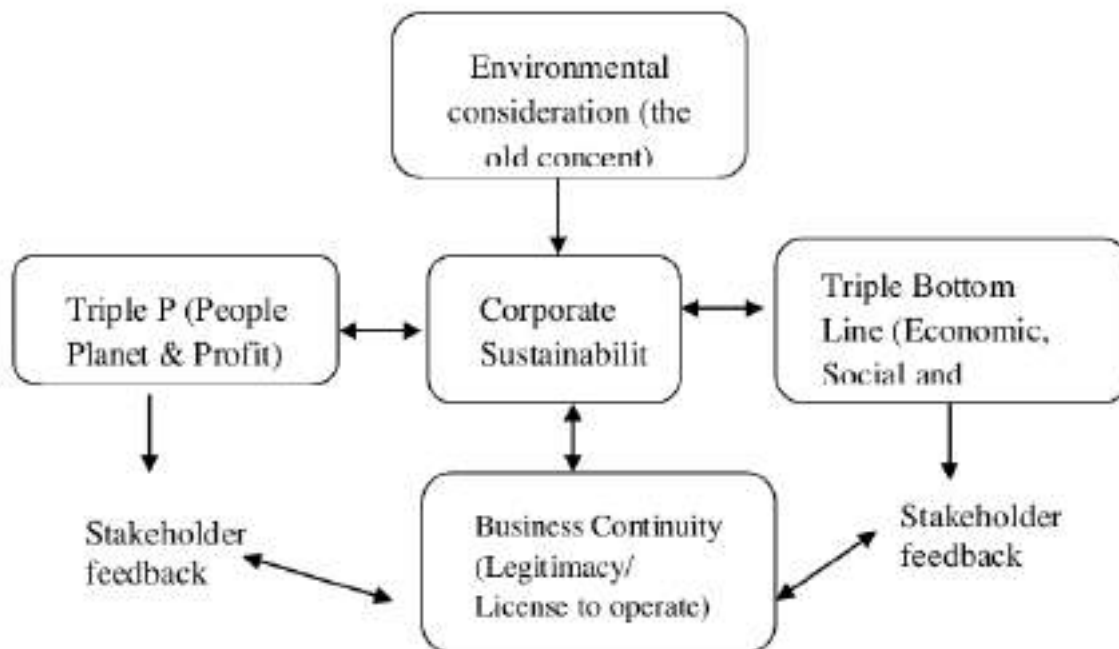 Environmental
consideration (the
old concent)
Triple P (People
Planet & Profit)
Corporate
Sustainabilit
Triple Bottom
Line (Economic,
Social and
Stakeholder
feedback
Business Continuity
(Legitimacy/
License to operate)
Stakeholder
feedback